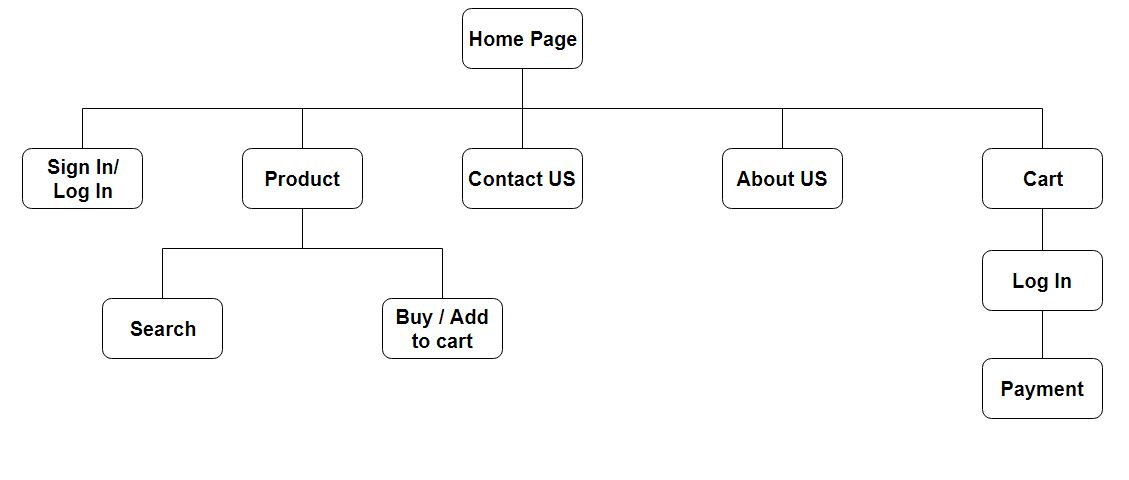 Home Page
Sign In/
Log In
Product
Contact US
About US
Cart
Log In
Search
Buy / Add
to cart
Payment